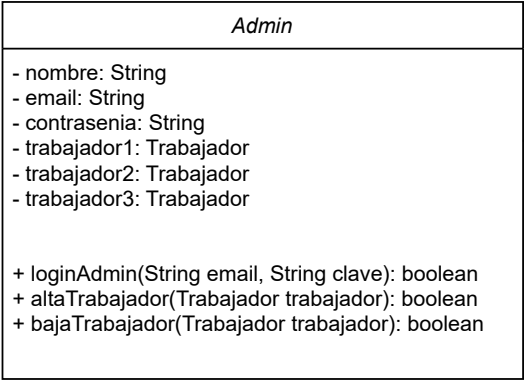 Admin
- nombre: String
- email: String
- contrasenia: String
- trabajador1: Trabajador
- trabajador2: Trabajador
- trabajador3: Trabajador
+ loginAdmin(String email, String clave): boolean
+ altaTrabajador(Trabajador trabajador): boolean
+ bajaTrabajador(Trabajador trabajador): boolean